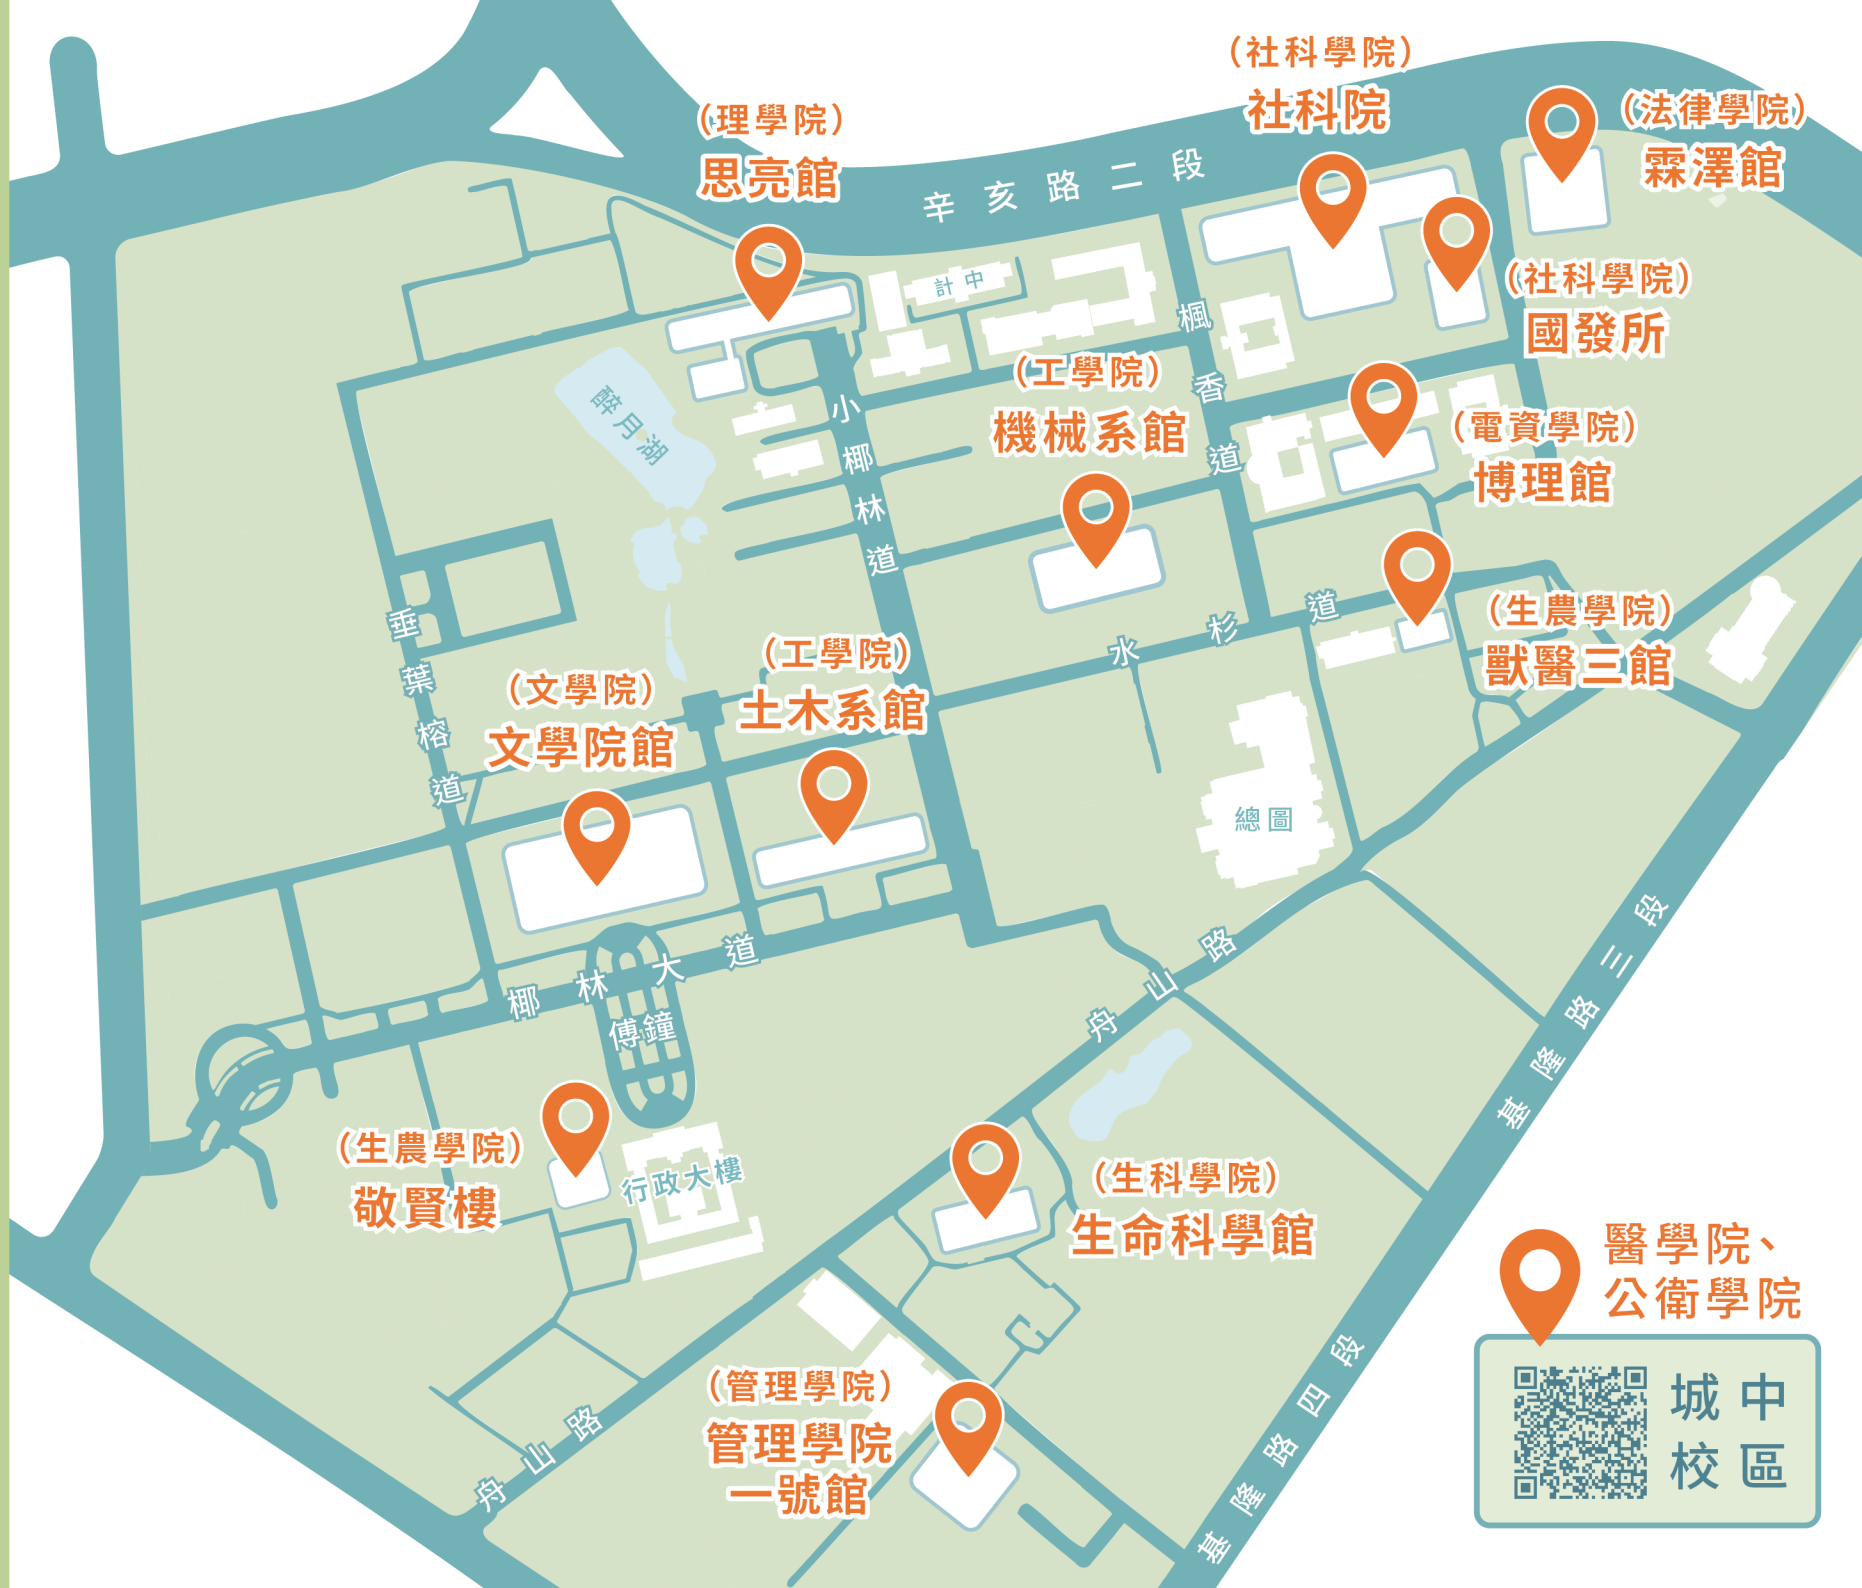 （社科學院）
社科院
（法律學院）
霖澤館
（理學院）
思亮館
辛亥路二段
（社科學院）
國發所
計中
楓香道
（工學院）
機械系館
小椰林道
醉月湖
（電資學院）
博理館
水杉道
（生農學院）
獸醫三館
垂葉榕道
（工學院）
土木系館
（文學院）
文學院館
總圖
椰林大道
傅鐘
舟山路
基隆路三段
（生農學院）
敬賢樓
行政大樓
（生科學院）
生命科學館
醫學院、
公衛學院
城中
校區
（管理學院）
管理學院
一號館
舟山路
基隆路四段